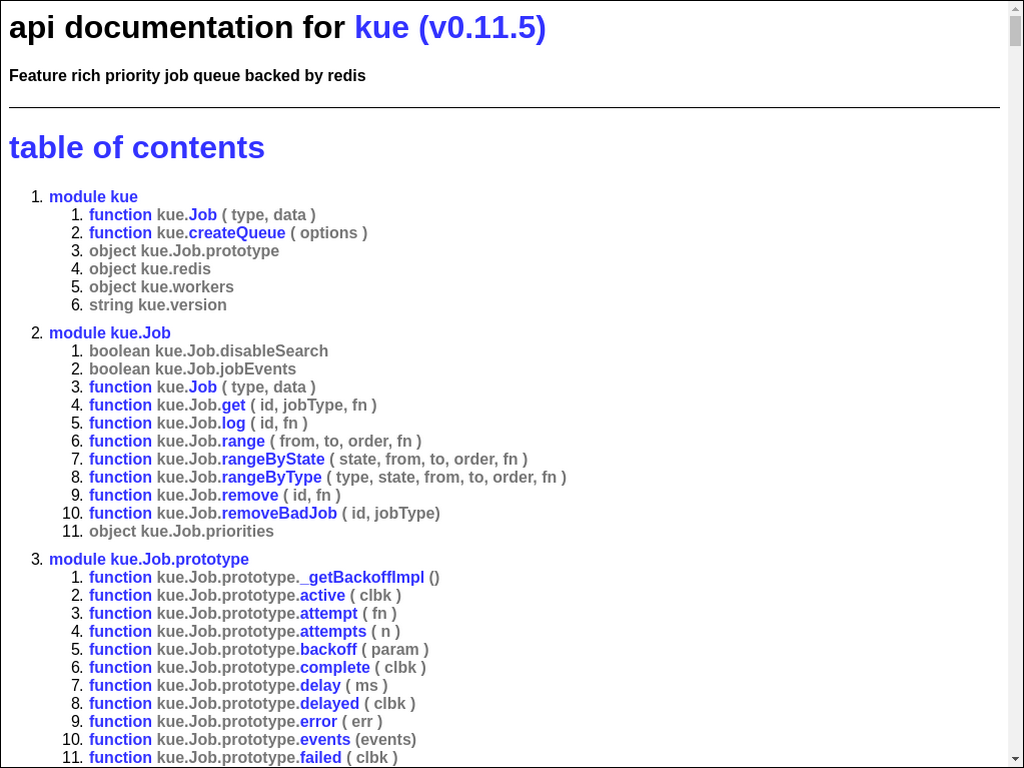 api documentation for kue (v0.11.5)
Feature rich priority job queue backed by redis
table of contents
1. module kue
1. function kue.Job ( type, data )
2. function kue.createQueue ( options )
3. object kue.Job.prototype
4. object kue.redis
5. object kue.workers
6. string kue.version
2. module kue.Job
1. boolean kue.Job.disableSearch
2. boolean kue.Job.jobEvents
3. function kue.Job ( type, data )
4. function kue.Job.get ( id, jobType, fn )
5. function kue.Job.log ( id, fn )
6. function kue.Job.range ( from, to, order, fn )
7. function kue.Job.rangeByState ( state, from, to, order, fn )
8. function kue.Job.rangeByType ( type, state, from, to, order, fn )
9. function kue.Job.remove ( id, fn )
10. function kue.Job.removeBadJob ( id, jobType)
11. object kue.Job.priorities
3. module kue.Job.prototype
1. function kue.Job.prototype._getBackoffImpl ()
2. function kue.Job.prototype.active ( clbk )
3. function kue.Job.prototype.attempt ( fn )
4. function kue.Job.prototype.attempts ( n )
5. function kue.Job.prototype.backoff ( param )
6. function kue.Job.prototype.complete ( clbk )
7. function kue.Job.prototype.delay ( ms )
8. function kue.Job.prototype.delayed ( clbk )
9. function kue.Job.prototype.error ( err )
10. function kue.Job.prototype.events (events)
11. function kue.Job.prototype.failed ( clbk )